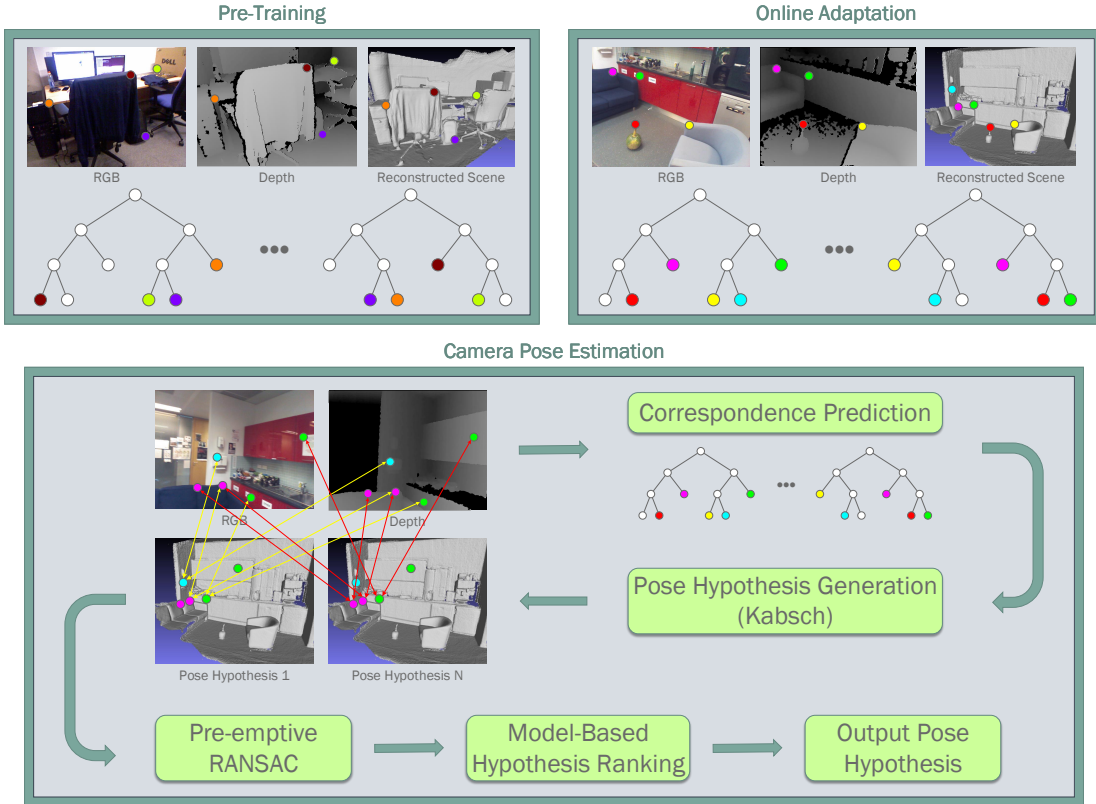 Pre-Training
Online Adaptation
DELL
RGB
Depth
Reconstructed Scene
RGB
Depth
Reconstructed Scene
Camera Pose Estimation
RGB
Depth
Pose Hypothesis 1
Pose Hypothesis N
Correspondence Prediction
Pose Hypothesis Generation
(Kabsch)
Pre-emptive
RANSAC
Model-Based
Hypothesis Ranking
Output Pose
Hypothesis